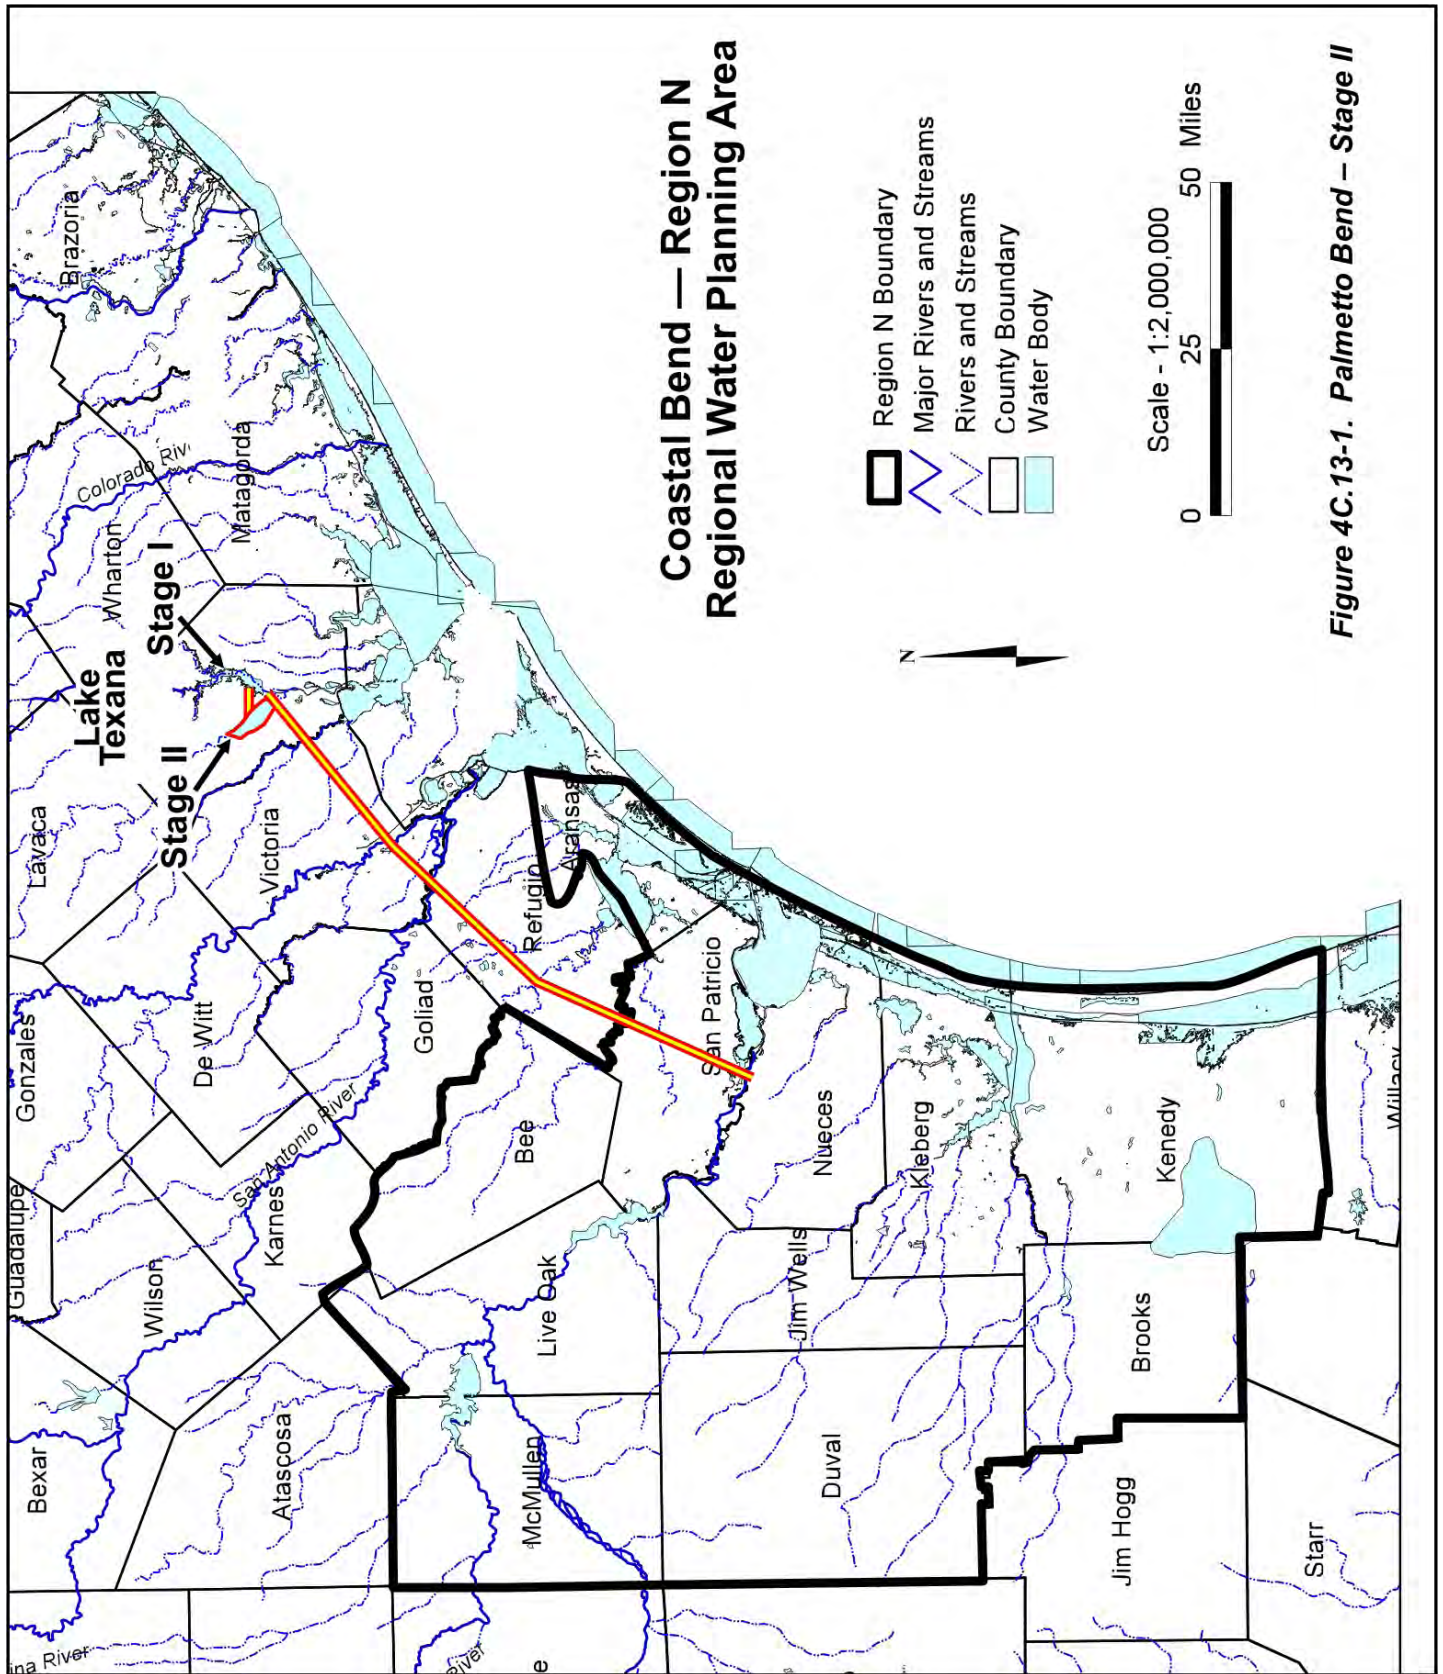 Coastal Bend — Region N
Regional Water Planning Area
Region N Boundary
Major Rivers and Streams
Rivers and Streams
County Boundary
Water Body
Scale - 1:2,000,000
0 25 50 Miles
Figure 4C.13-1. Palmetto Bend – Stage II
N
Lake
Texana
Stage I
Stage II
Brazoria
Colorado Riv
Matagorda
Wharton
Lavaca
Victoria
Gonzales
De Witt
Goliad
Refugio
Aransas
San Patricio
Guadalupe
Wilson
San Antonio River
Karnes
Bee
Nueces
Kleberg
Kenedy
Willacy
Bexar
Atascosa
Live Oak
McMullen
Jim Wells
Duval
Brooks
Jim Hogg
Starr
ina River
River
e